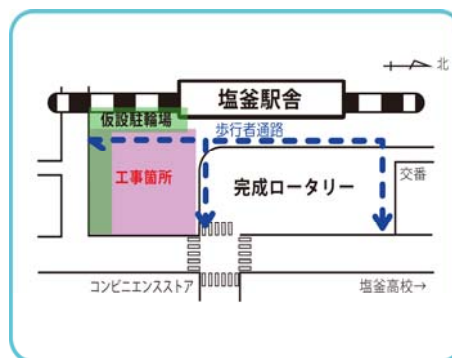 北
塩釜駅舎
仮設駐輪場
歩行者通路
工事箇所
完成ロータリー
交番
コンビニエンスストア
塩釜高校→